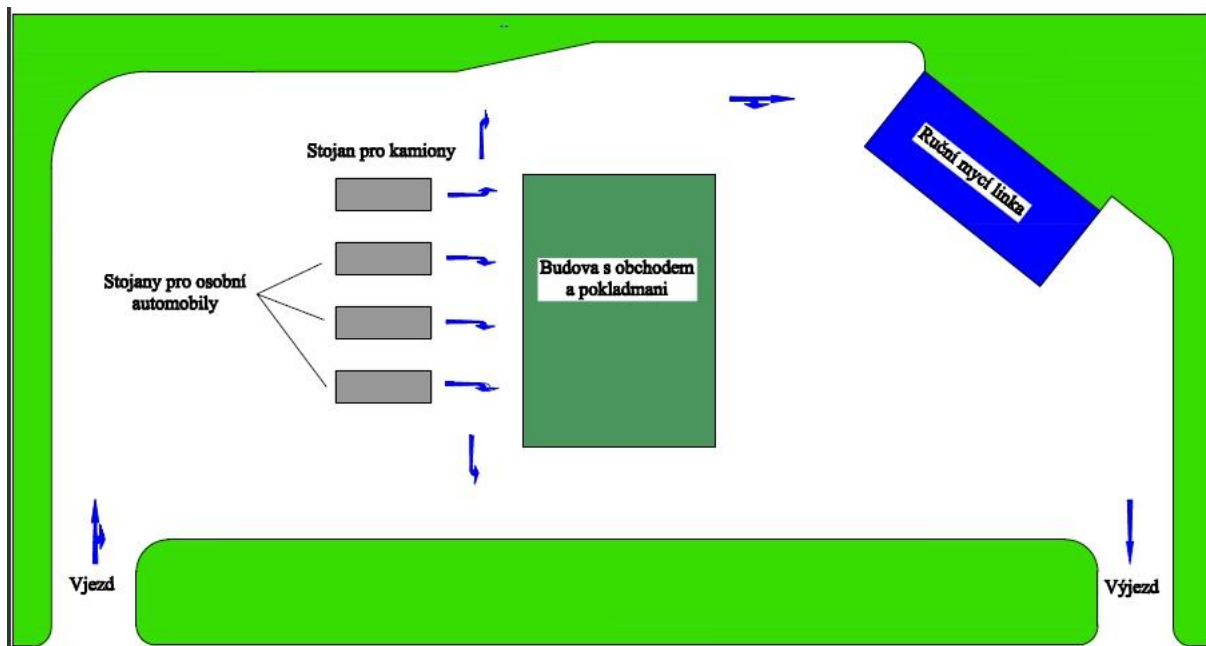 Stojan pro kamiony
Ruční mycí linka
Stojany pro osobní
automobily
Budova s obchodem
a pokladmani
Vjezd
Výjezd